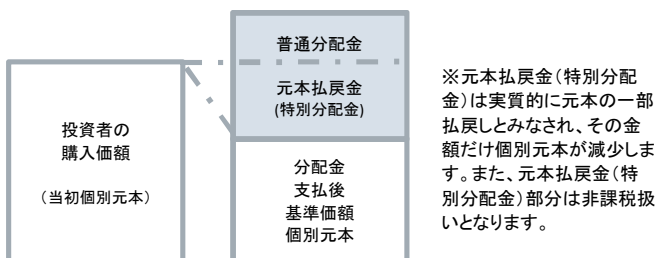 普通分配金
元本払戻金
(特別分配金)
投資者の
購入価額
（当初個別元本）
分配金
支払後
基準価額
個別元本
※元本払戻金（特別分配
金）は実質的に元本の一部
払戻しとみなされ、その金
額だけ個別元本が減少しま
す。また、元本払戻金（特
別分配金）部分は非課税扱
いとなります。